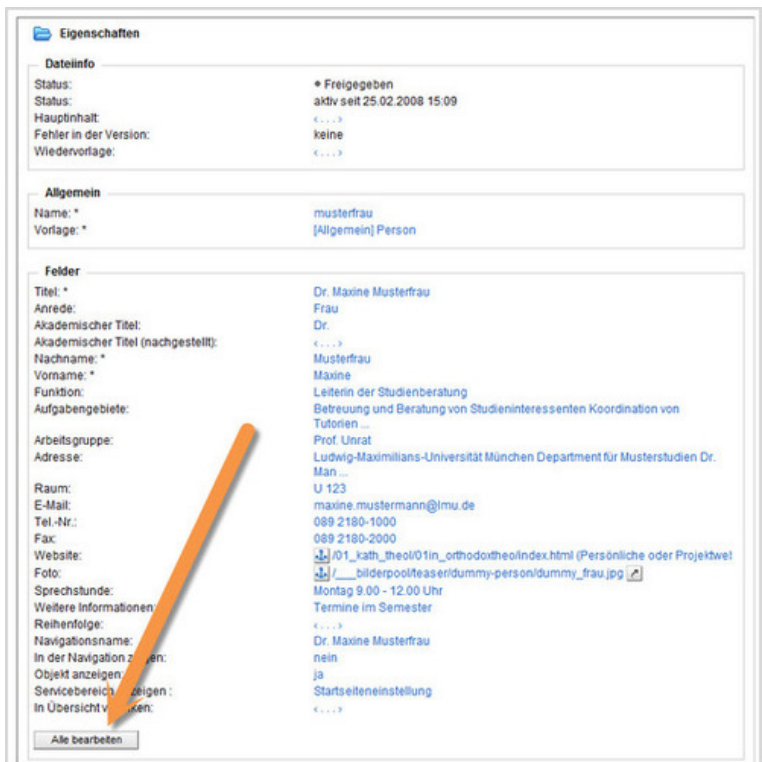 Eigenschaften
Dateiinfo
Status: Freigegeben
Status: aktiv seit 25.02.2008 15:09
Hauptinhalt: <...>
Fehler in der Version: keine
Wiedervorlage: <...>
Allgemein
Name: * musterfrau
Vorlage: * [Allgemein] Person
Felder
Titel: * Dr. Maxine Musterfrau
Anrede: Frau
Akademischer Titel: Dr.
Akademischer Titel (nachgestellt): <...>
Nachname: * Musterfrau
Vorname: * Maxine
Funktion: Leiterin der Studienberatung
Aufgabengebiete: Betreuung und Beratung von Studieninteressenten Koordination von
Tutorien ...
Arbeitsgruppe: Prof. Unrat
Adresse: Ludwig-Maximilians-Universität München Department für Musterstudien Dr.
Man ...
Raum: U 123
E-Mail: maxine.mustermann@lmu.de
Tel.-Nr.: 089 2180-1000
Fax: 089 2180-2000
Website: /01_kath_theol/01in_orthodoxtheo/index.html (Persönliche oder Projektwet
Foto: /___bilderpool/teaser/dummy-person/dummy_frau.jpg
Sprechstunde: Montag 9.00 - 12.00 Uhr
Weitere Informationen: Termine im Semester
Reihenfolge: <...>
Navigationsname: Dr. Maxine Musterfrau
In der Navigation nein
Objekt anzeigen: ja
Servicebereich Startseiteneinstellung
In Übersicht <...>
Alle bearbeiten